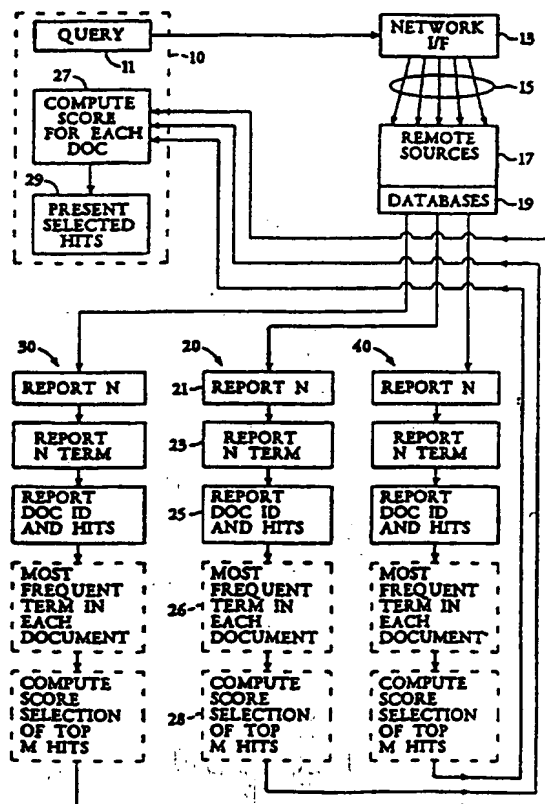 QUERY
11
10
NETWORK
I/F
13
15
27
COMPUTE
SCORE
FOR EACH
DOC
REMOTE
SOURCES
17
DATABASES
19
29
PRESENT
SELECTED
HITS
30
20
40
REPORT N
21
REPORT N
REPORT N
REPORT
N TERM
23
REPORT
N TERM
REPORT
N TERM
REPORT
DOC ID
AND HITS
25
REPORT
DOC ID
AND HITS
REPORT
DOC ID
AND HITS
MOST
FREQUENT
TERM IN
EACH
DOCUMENT
26
MOST
FREQUENT
TERM IN
EACH
DOCUMENT
MOST
FREQUENT
TERM IN
EACH
DOCUMENT
COMPUTE
SCORE
SELECTION
OF TOP
M HITS
28
COMPUTE
SCORE
SELECTION
OF TOP
M HITS
COMPUTE
SCORE
SELECTION
OF TOP
M HITS